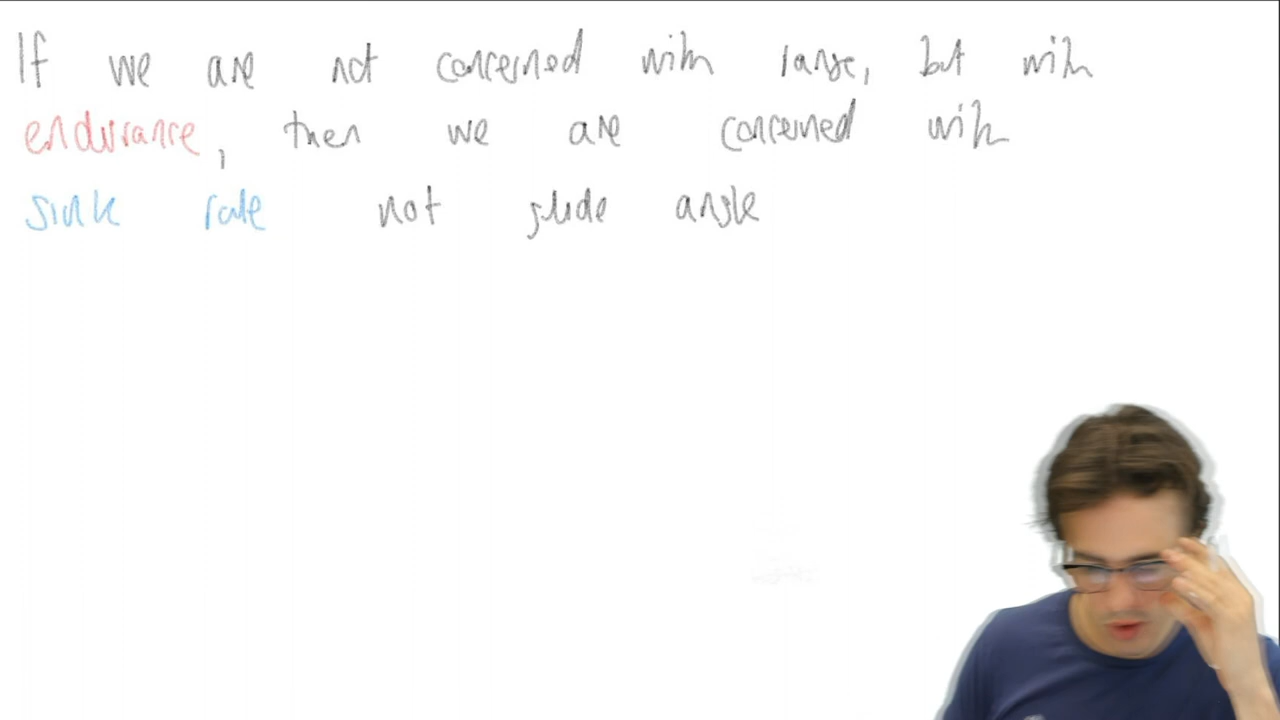 If we are not concerned with range, but with
endurance, then we are concerned with
sink rate not glide angle